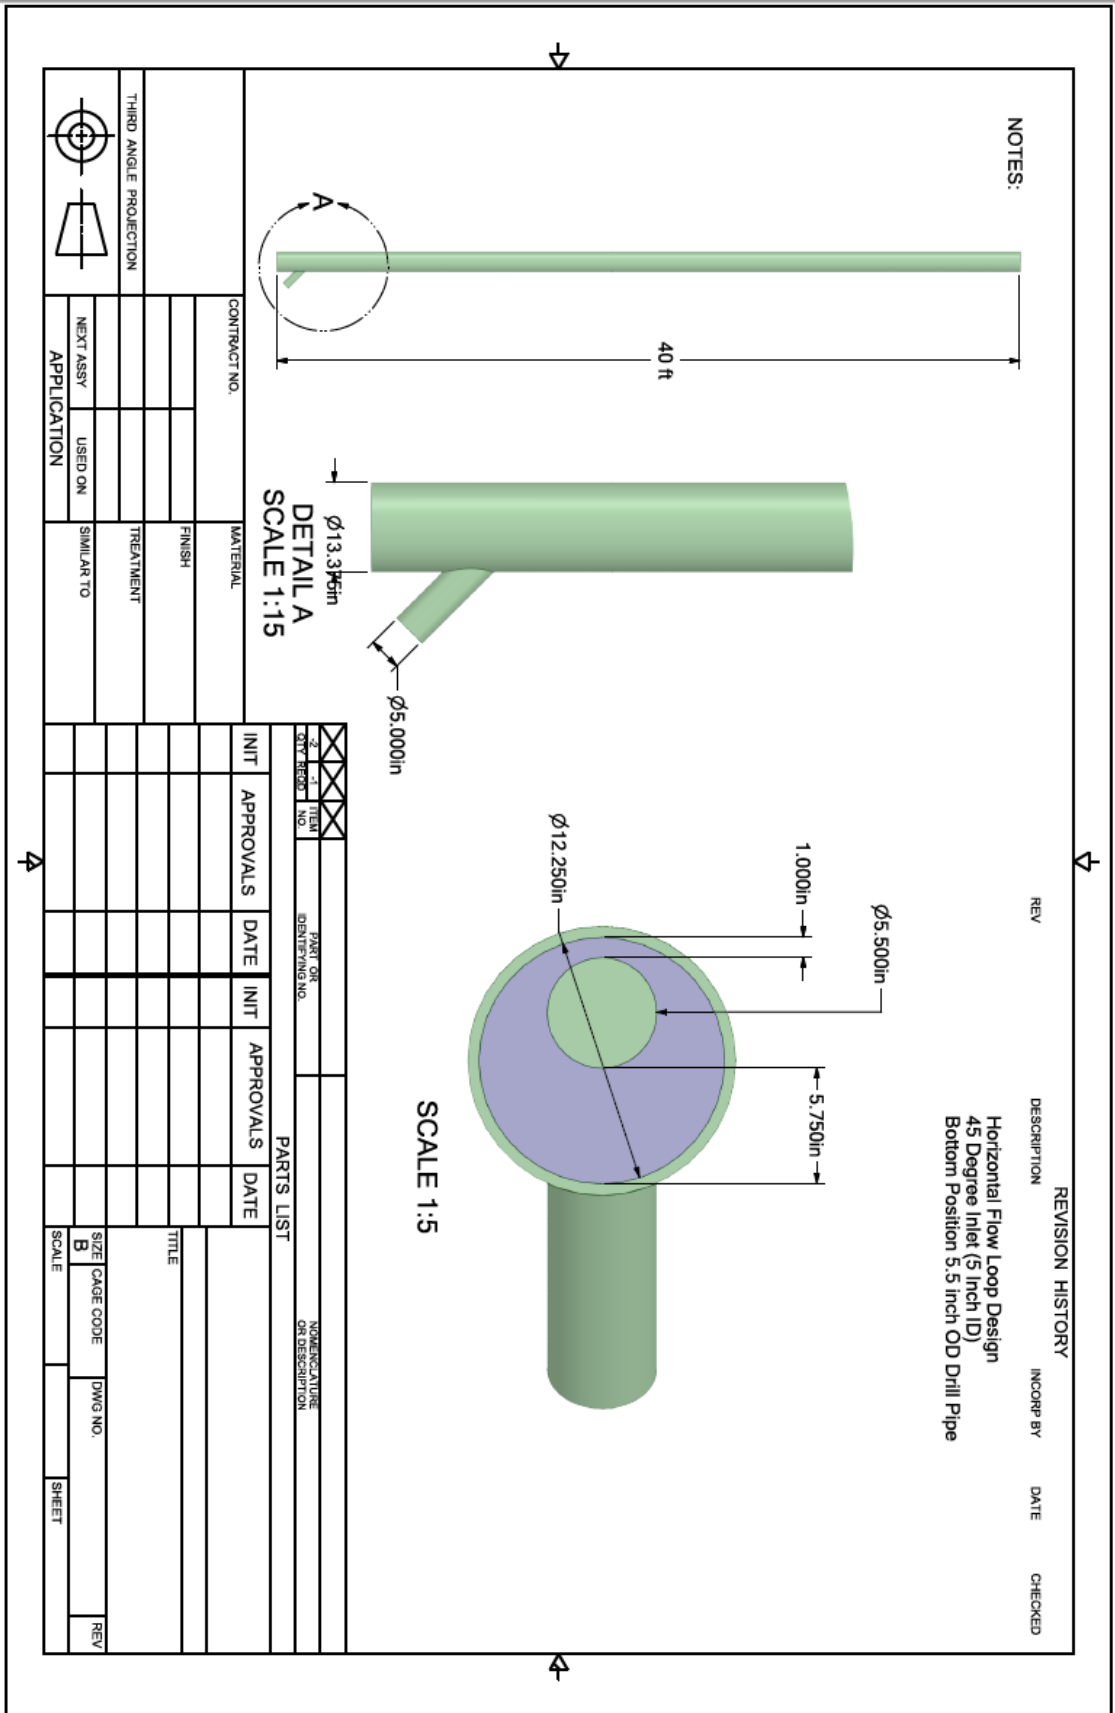 NOTES:
REVISION HISTORY
REV
DESCRIPTION
INCORP BY
DATE
CHECKED
Horizontal Flow Loop Design
45 Degree Inlet (5 Inch ID)
Bottom Position 5.5 inch OD Drill Pipe
A
40 ft
Ø13.375in
Ø5.000in
DETAIL A
SCALE 1:15
Ø5.500in
1.000in
5.750in
Ø12.250in
SCALE 1:5
-2
-1
QTY REQD
ITEM
NO.
PART OR
IDENTIFYING NO.
NOMENCLATURE
OR DESCRIPTION
PARTS LIST
THIRD ANGLE PROJECTION
CONTRACT NO.
NEXT ASSY
USED ON
APPLICATION
MATERIAL
FINISH
TREATMENT
SIMILAR TO
INIT
APPROVALS
DATE
INIT
APPROVALS
DATE
TITLE
SIZE
B
CAGE CODE
DWG NO.
REV
SCALE
SHEET